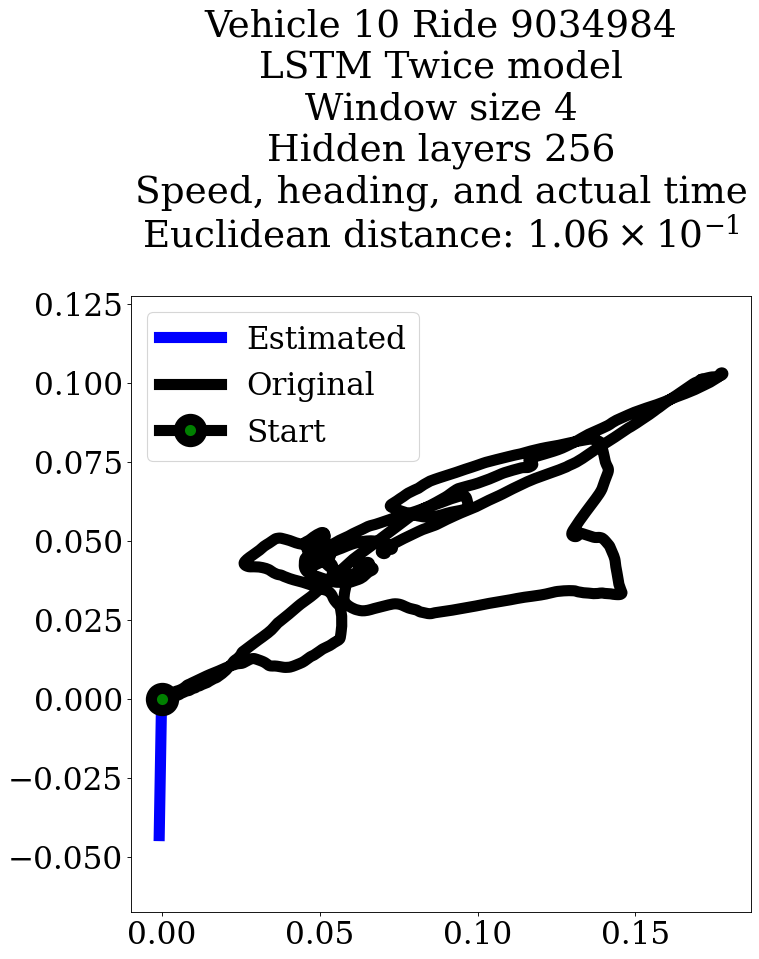 Vehicle 10 Ride 9034984
LSTM Twice model
Window size 4
Hidden layers 256
Speed, heading, and actual time
Euclidean distance: 1.06 × 10⁻¹
Estimated
Original
Start
0.125
0.100
0.075
0.050
0.025
0.000
−0.025
−0.050
0.00 0.05 0.10 0.15